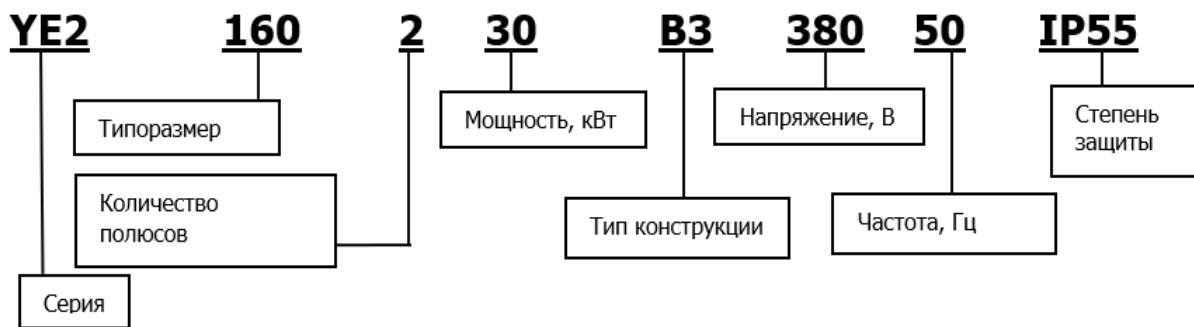 YE2 160 2 30 B3 380 50 IP55
Типоразмер
Мощность, кВт
Напряжение, В
Степень
защиты
Количество
полюсов
Тип конструкции
Частота, Гц
Серия